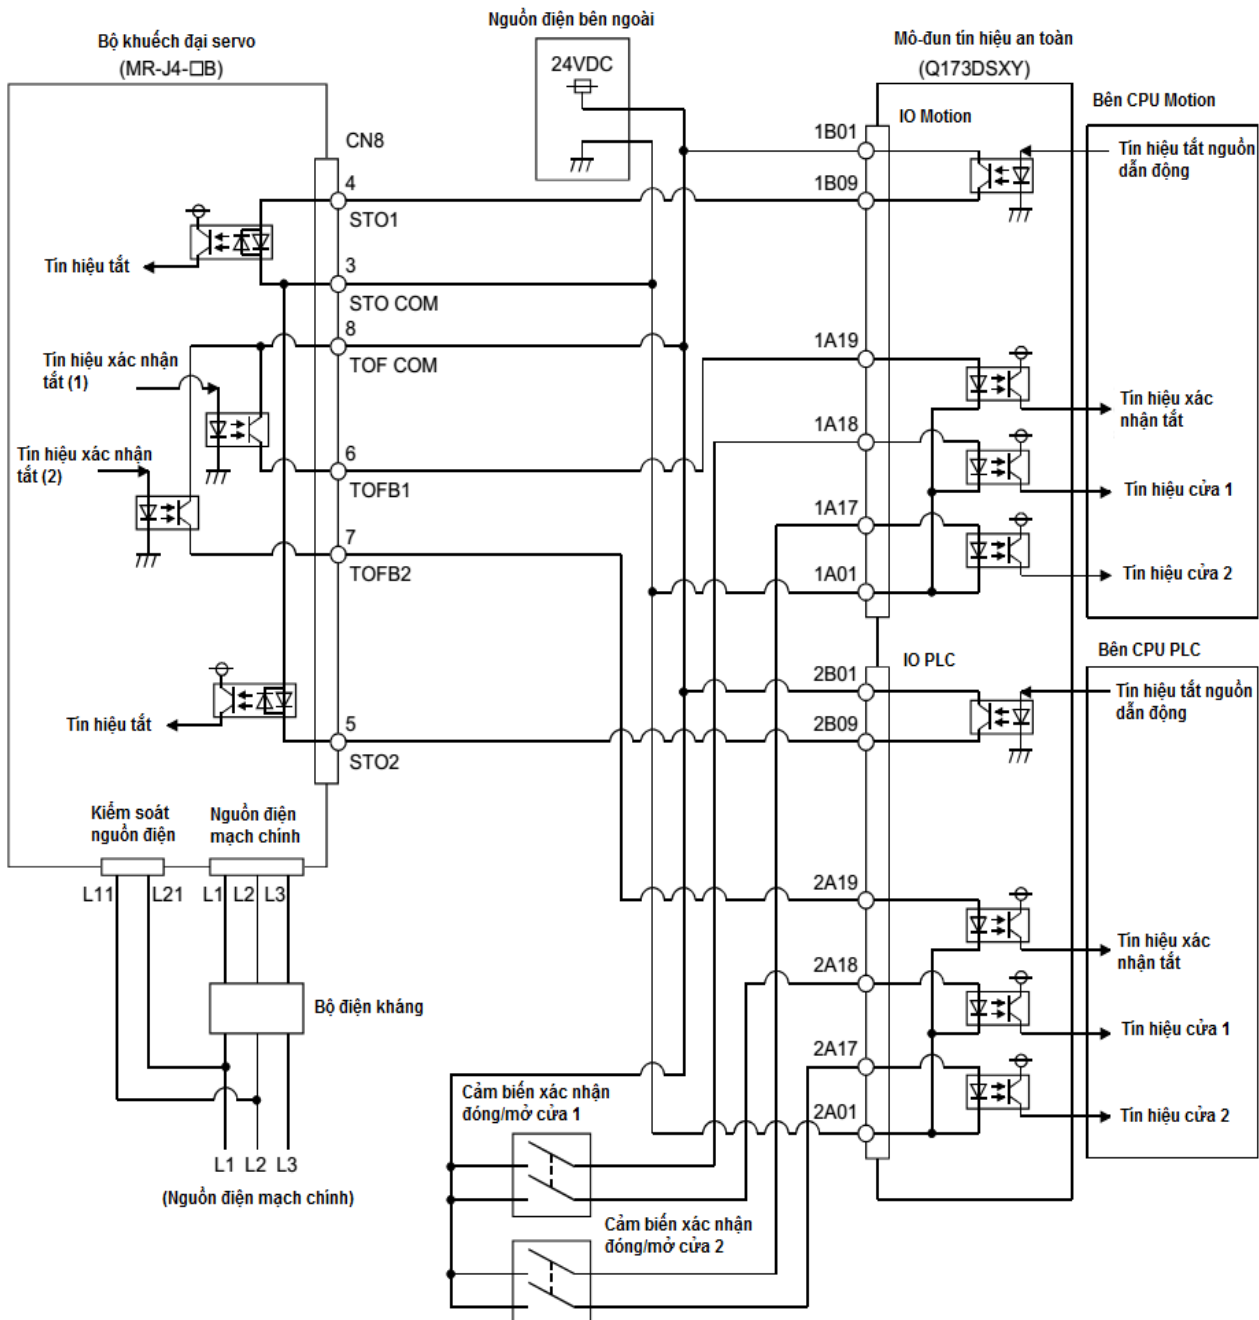 Nguồn điện bên ngoài
24VDC
Bộ khuếch đại servo
(MR-J4-□B)
Mô-đun tín hiệu an toàn
(Q173DSXY)
CN8
4
STO1
3
STO COM
8
TOF COM
6
TOFB1
7
TOFB2
5
STO2
Tín hiệu tắt
Tín hiệu xác nhận
tắt (1)
Tín hiệu xác nhận
tắt (2)
Tín hiệu tắt
Kiểm soát
nguồn điện
Nguồn điện
mạch chính
L11
L21
L1
L2
L3
Bộ điện kháng
L1
L2
L3
(Nguồn điện mạch chính)
IO Motion
1B01
1B09
1A19
1A18
1A17
1A01
IO PLC
2B01
2B09
2A19
2A18
2A17
2A01
Bên CPU Motion
Tín hiệu tắt nguồn
dẫn động
Tín hiệu xác
nhận tắt
Tín hiệu cửa 1
Tín hiệu cửa 2
Bên CPU PLC
Tín hiệu tắt nguồn
dẫn động
Tín hiệu xác
nhận tắt
Tín hiệu cửa 1
Tín hiệu cửa 2
Cảm biến xác nhận
đóng/mở cửa 1
Cảm biến xác nhận
đóng/mở cửa 2